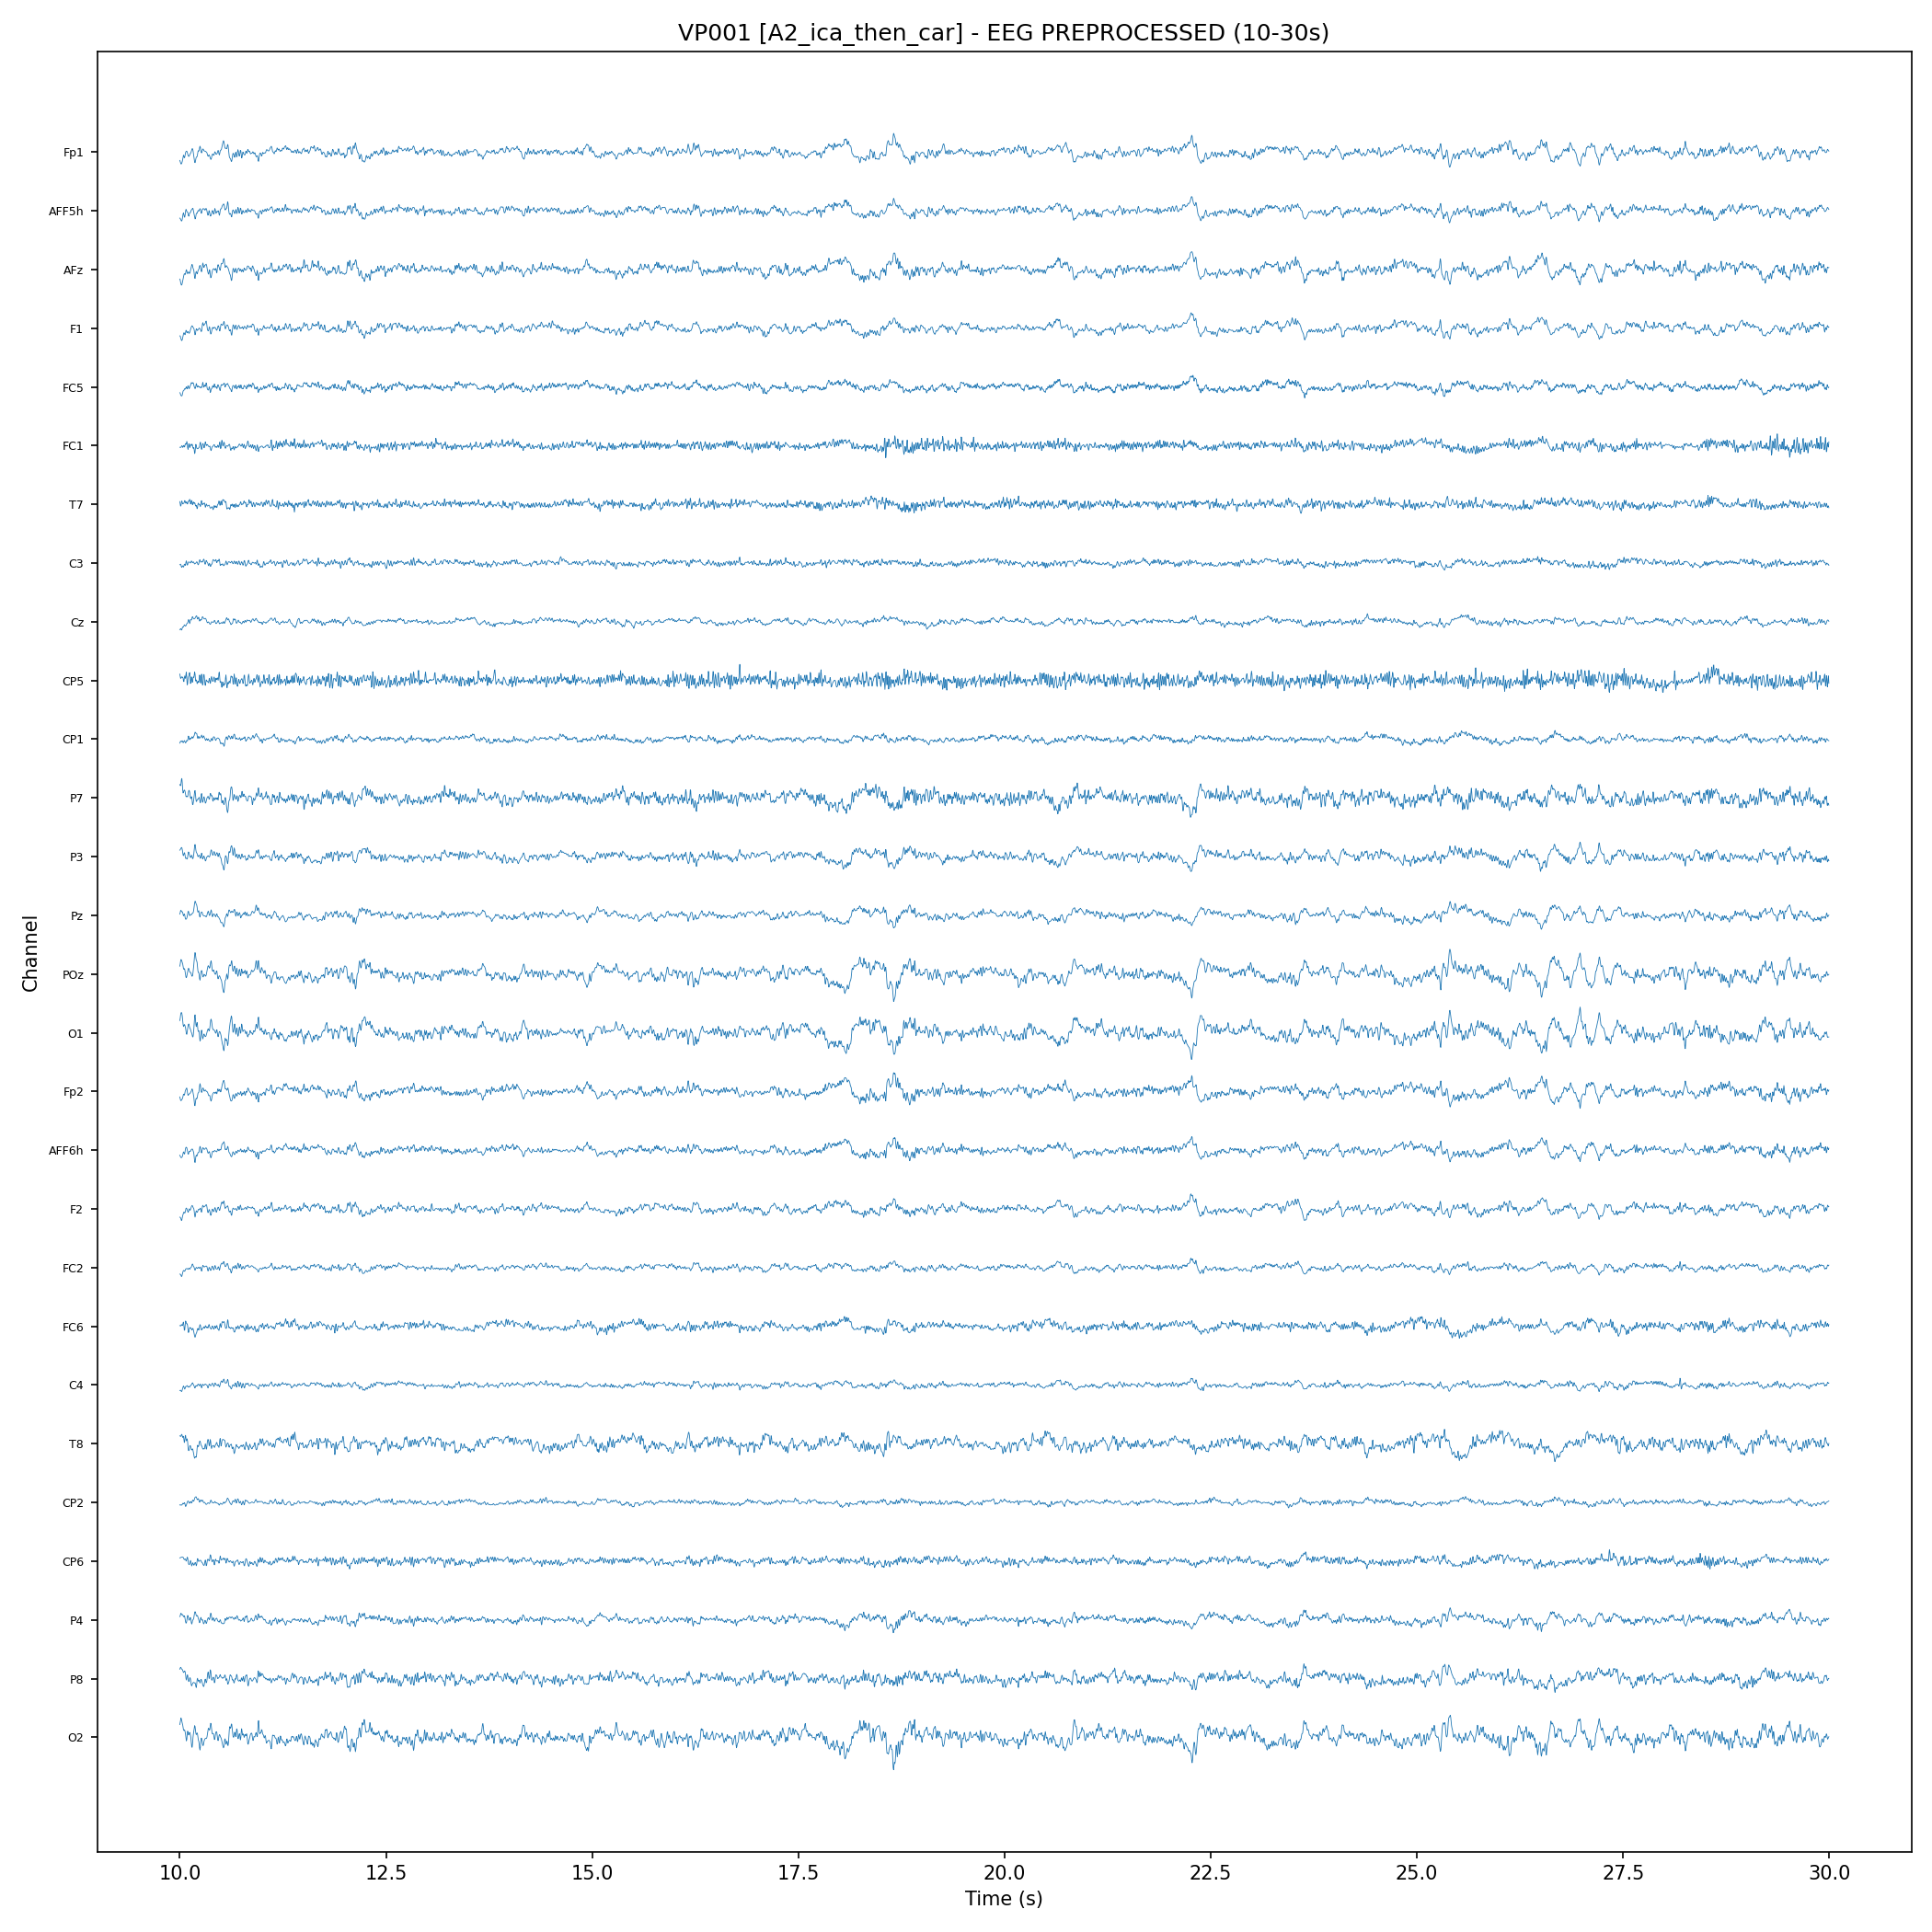 VP001 [A2_ica_then_car] - EEG PREPROCESSED (10-30s)
Fp1
AFF5h
AFz
F1
FC5
FC1
T7
C3
Cz
CP5
CP1
P7
P3
Pz
POz
O1
Fp2
AFF6h
F2
FC2
FC6
C4
T8
CP2
CP6
P4
P8
O2
Channel
10.0 12.5 15.0 17.5 20.0 22.5 25.0 27.5 30.0
Time (s)